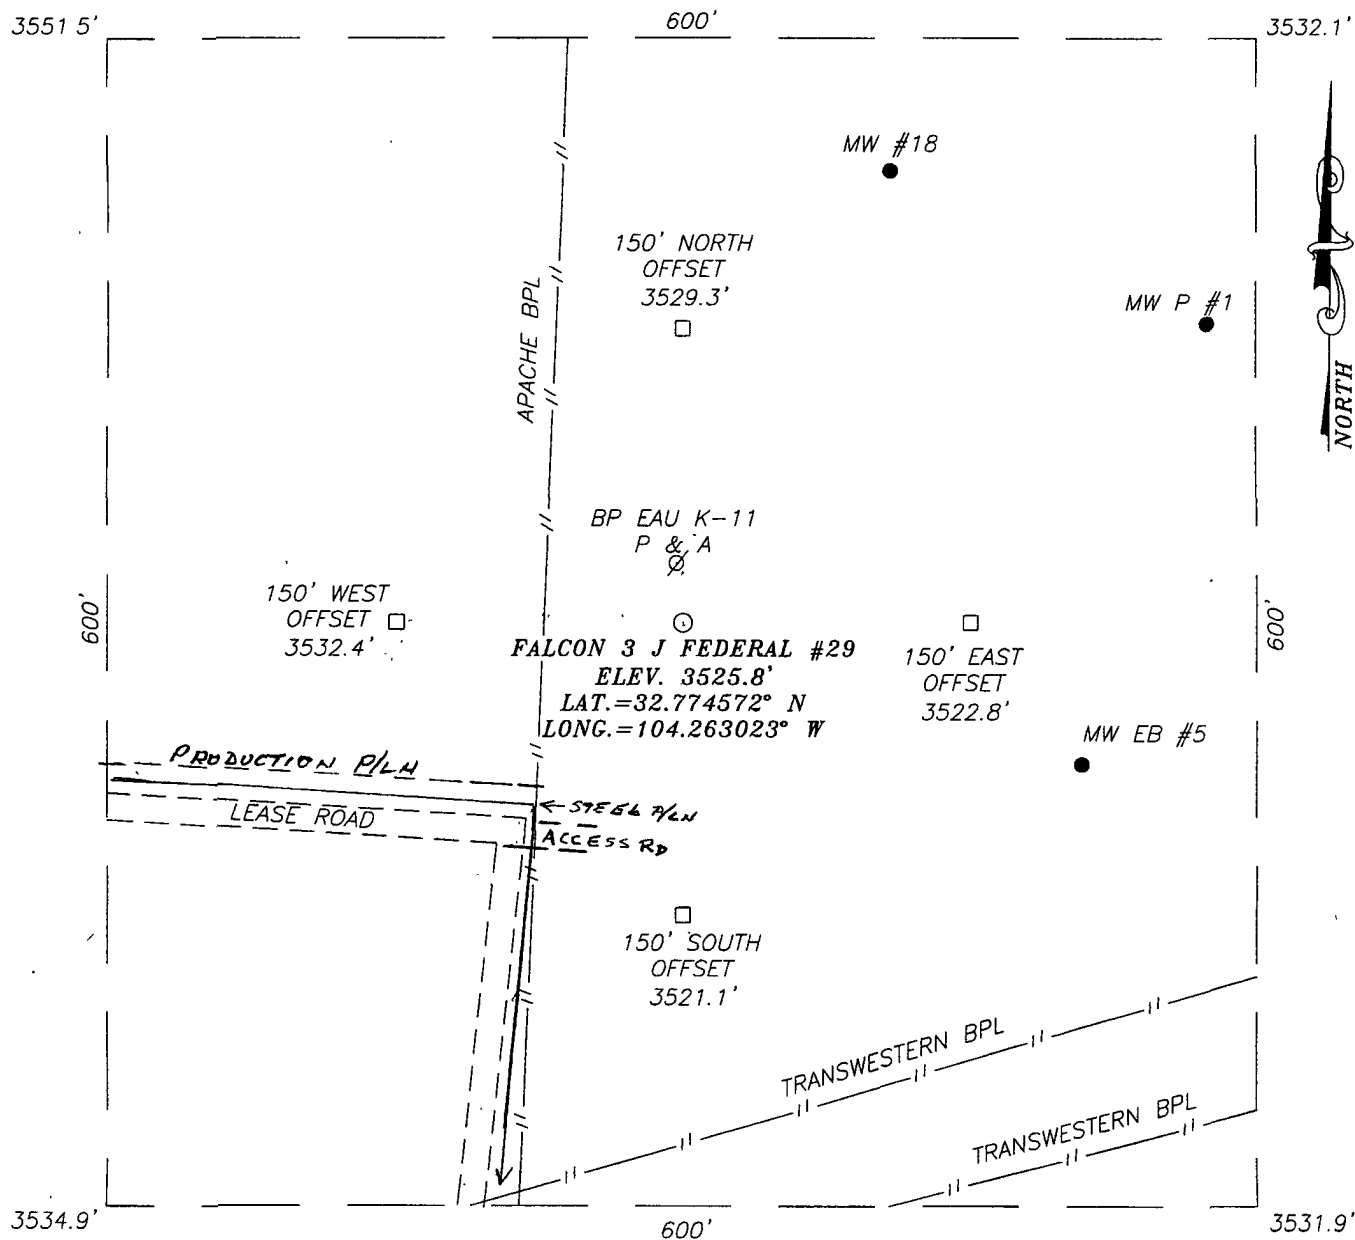 3551 5'
600'
3532.1'
MW #18
150' NORTH
OFFSET
3529.3'
MW P #1
APACHE BPL
NORTH
BP EAU K-11
P & A
150' WEST
OFFSET
3532.4'
600'
600'
FALCON 3 J FEDERAL #29
ELEV. 3525.8'
LAT.=32.774572° N
LONG.=104.263023° W
150' EAST
OFFSET
3522.8'
MW EB #5
PRODUCTION P/LN
STEEL P/LN
LEASE ROAD
ACCESS RD
150' SOUTH
OFFSET
3521.1'
TRANSWESTERN BPL
TRANSWESTERN BPL
3534.9'
600'
3531.9'